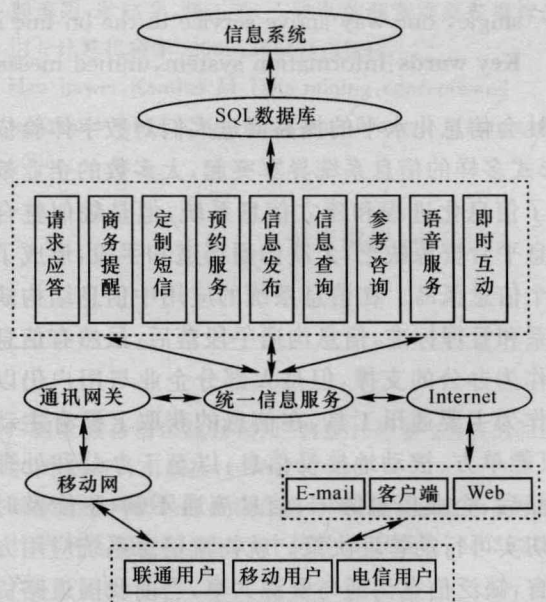 信息系统
SQL数据库
请求应答
商务提醒
定制短信
预约服务
信息发布
信息查询
参考咨询
语音服务
即时互动
通讯网关
统一信息服务
Internet
移动网
E-mail
客户端
Web
联通用户
移动用户
电信用户